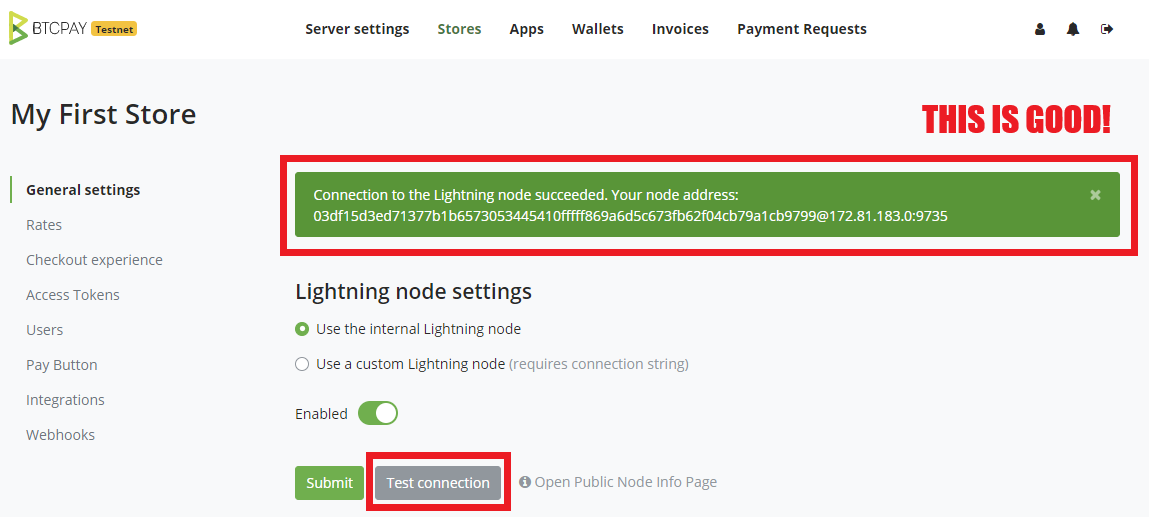 BTCPAY Testnet Server settings Stores Apps Wallets Invoices Payment Requests
My First Store
THIS IS GOOD!
General settings
Rates
Checkout experience
Access Tokens
Users
Pay Button
Integrations
Webhooks
Connection to the Lightning node succeeded. Your node address:
03df15d3ed71377b1b6573053445410fffff869a6d5c673fb62f04cb79a1cb9799@172.81.183.0:9735
Lightning node settings
Use the internal Lightning node
Use a custom Lightning node (requires connection string)
Enabled
Submit Test connection Open Public Node Info Page